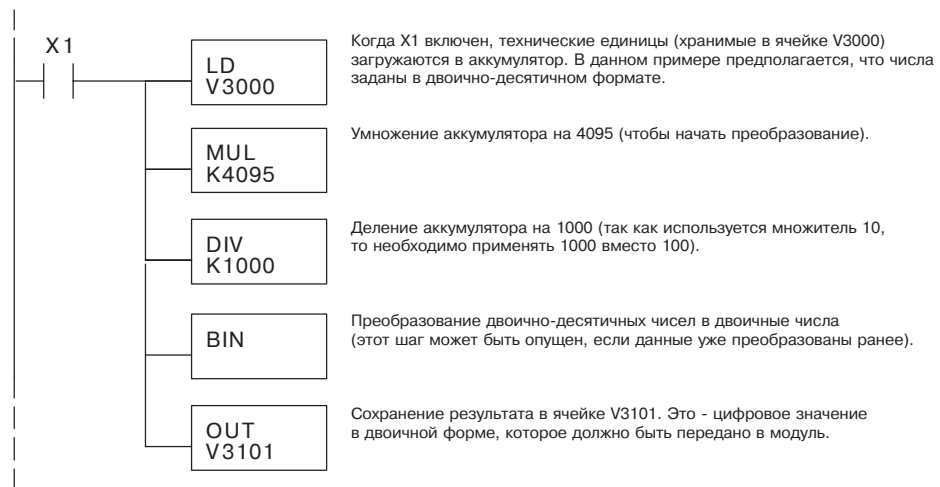 X1
LD
V3000
Когда X1 включен, технические единицы (хранимые в ячейке V3000)
загружаются в аккумулятор. В данном примере предполагается, что числа
заданы в двоично-десятичном формате.
MUL
K4095
Умножение аккумулятора на 4095 (чтобы начать преобразование).
DIV
K1000
Деление аккумулятора на 1000 (так как используется множитель 10,
то необходимо применять 1000 вместо 100).
BIN
Преобразование двоично-десятичных чисел в двоичные числа
(этот шаг может быть опущен, если данные уже преобразованы ранее).
OUT
V3101
Сохранение результата в ячейке V3101. Это - цифровое значение
в двоичной форме, которое должно быть передано в модуль.